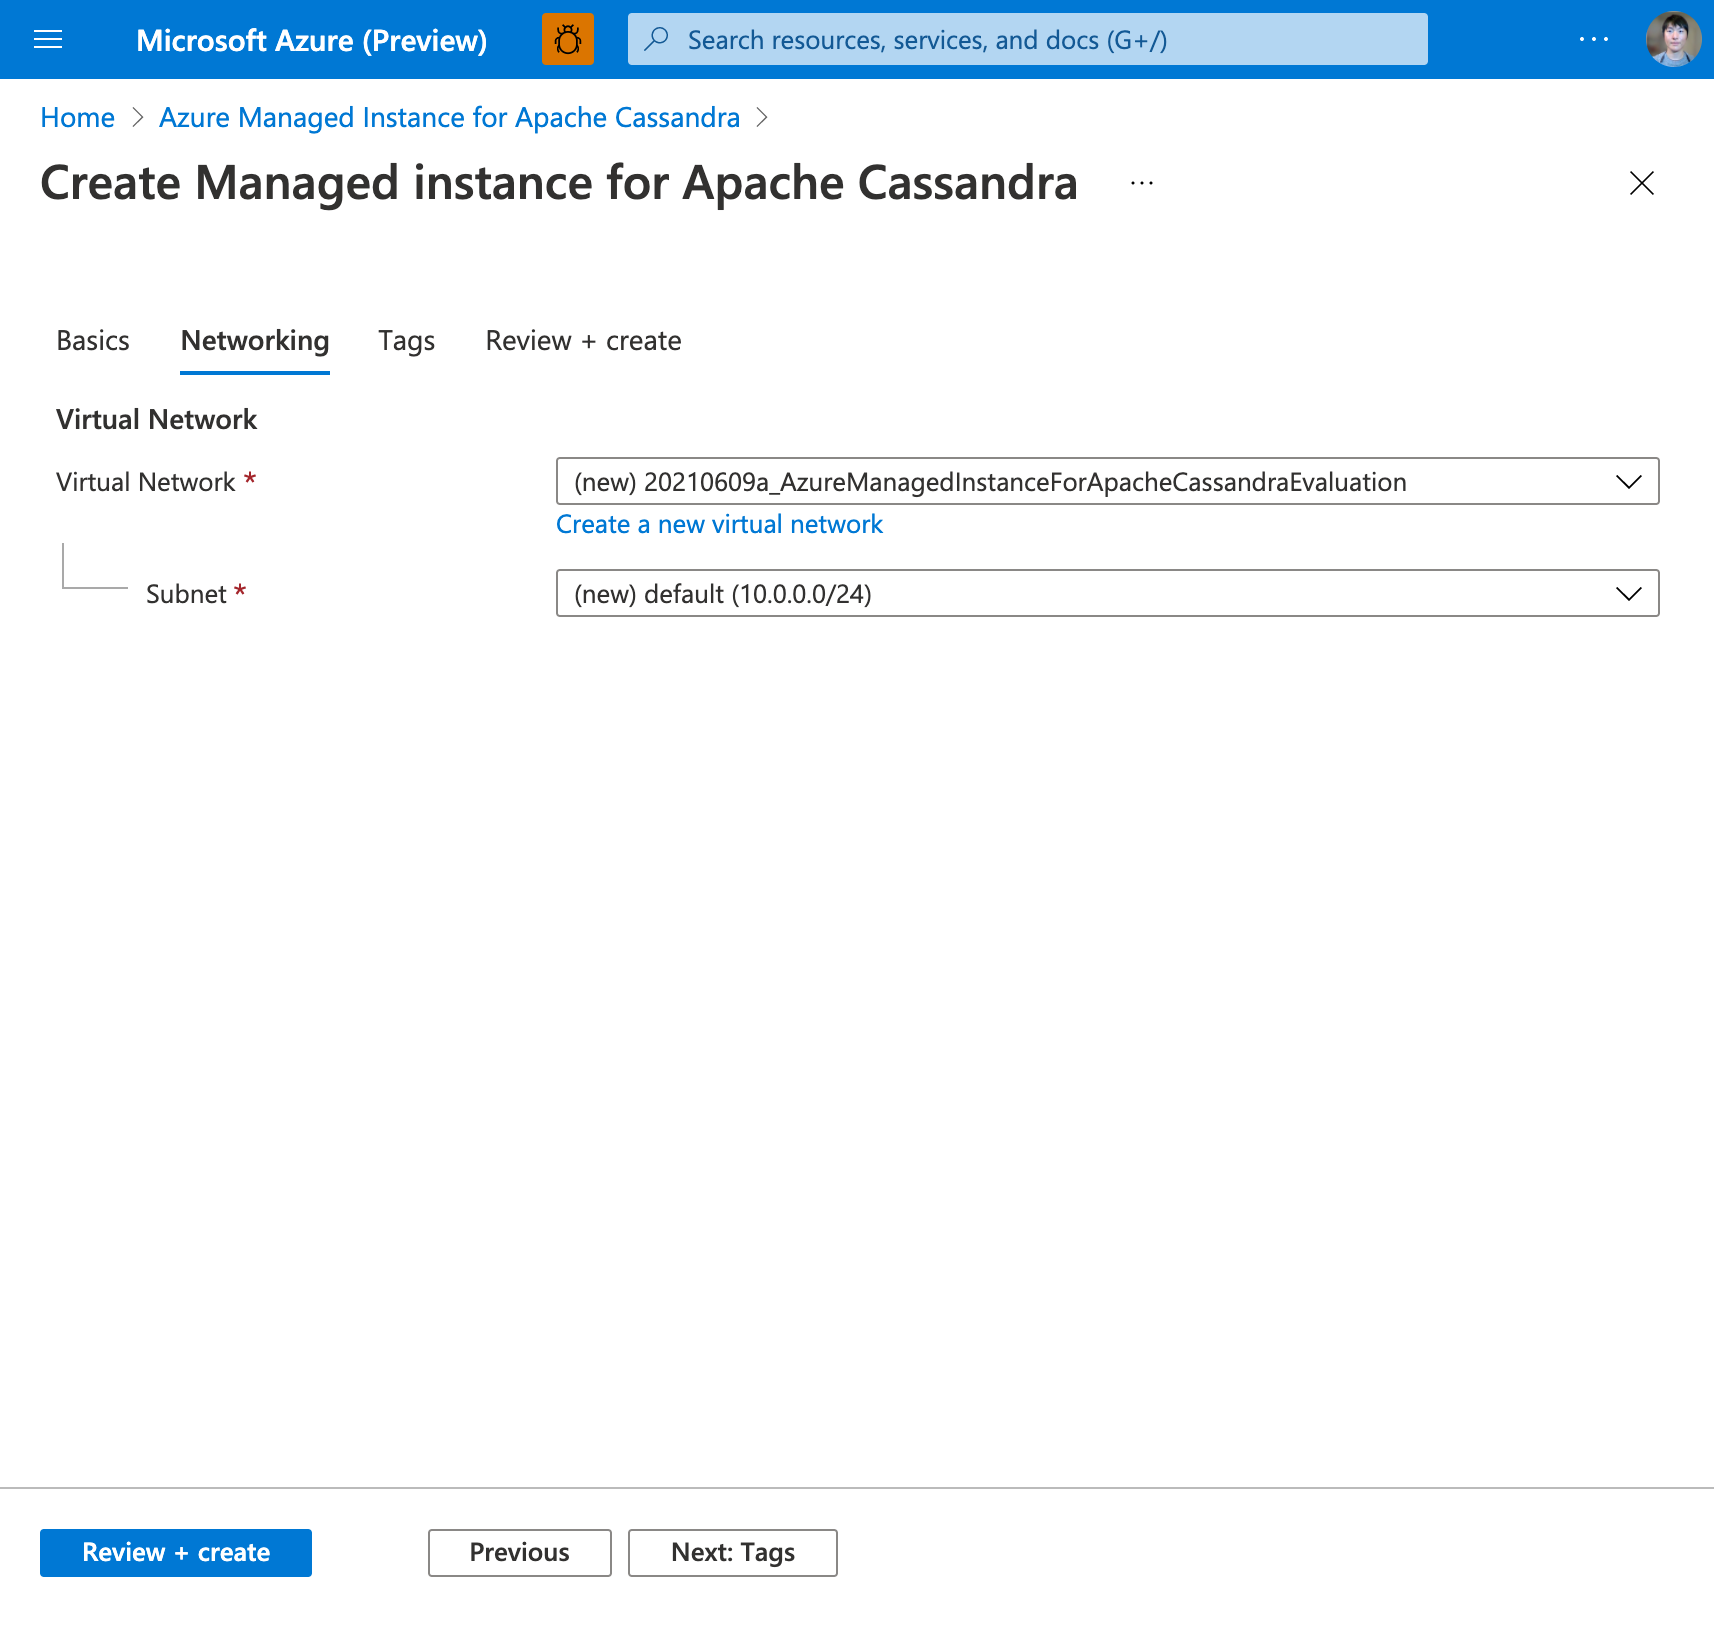 Microsoft Azure (Preview)
Search resources, services, and docs (G+/)
Home > Azure Managed Instance for Apache Cassandra >
Create Managed instance for Apache Cassandra ...
Basics Networking Tags Review + create
Virtual Network
Virtual Network * (new) 20210609a_AzureManagedInstanceForApacheCassandraEvaluation
Create a new virtual network
Subnet * (new) default (10.0.0.0/24)
Review + create Previous Next: Tags